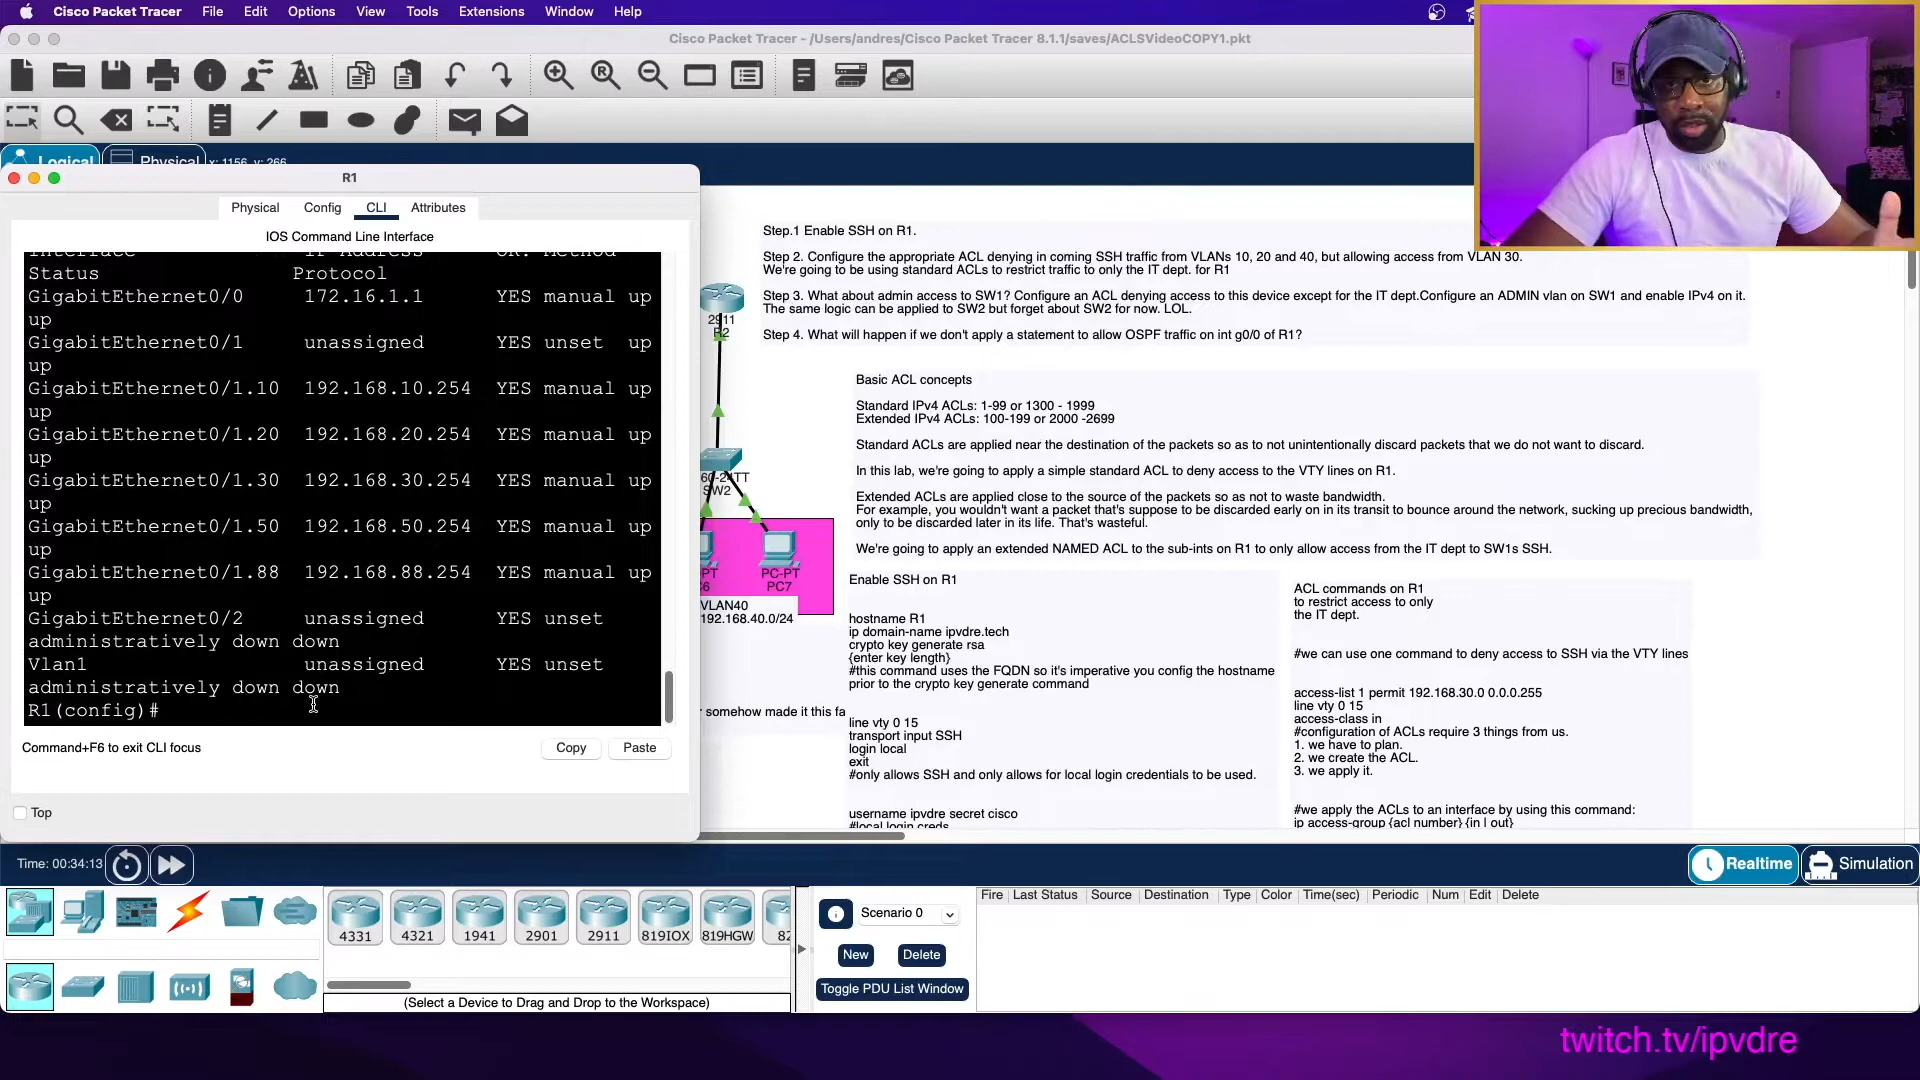 Cisco Packet Tracer File Edit Options View Tools Extensions Window Help
Cisco Packet Tracer - /Users/andres/Cisco Packet Tracer 8.1.1/saves/ACLSVideoCOPY1.pkt
Logical Physical x: 1156, y: 266
R1
Physical Config CLI Attributes
IOS Command Line Interface
Interface IP Address OK? Method
Status Protocol
GigabitEthernet0/0 172.16.1.1 YES manual up
up
GigabitEthernet0/1 unassigned YES unset up
up
GigabitEthernet0/1.10 192.168.10.254 YES manual up
up
GigabitEthernet0/1.20 192.168.20.254 YES manual up
up
GigabitEthernet0/1.30 192.168.30.254 YES manual up
up
GigabitEthernet0/1.50 192.168.50.254 YES manual up
up
GigabitEthernet0/1.88 192.168.88.254 YES manual up
up
GigabitEthernet0/2 unassigned YES unset
administratively down down
Vlan1 unassigned YES unset
administratively down down
R1(config)#
Command+F6 to exit CLI focus
Copy Paste
Top
2911
R2
60-24TT
SW2
PC-PT
PC7
-PT
C6
VLAN40
192.168.40.0/24
r somehow made it this fa
Step.1 Enable SSH on R1.
Step 2. Configure the appropriate ACL denying in coming SSH traffic from VLANs 10, 20 and 40, but allowing access from VLAN 30.
We're going to be using standard ACLs to restrict traffic to only the IT dept. for R1
Step 3. What about admin access to SW1? Configure an ACL denying access to this device except for the IT dept.Configure an ADMIN vlan on SW1 and enable IPv4 on it.
The same logic can be applied to SW2 but forget about SW2 for now. LOL.
Step 4. What will happen if we don't apply a statement to allow OSPF traffic on int g0/0 of R1?
Basic ACL concepts
Standard IPv4 ACLs: 1-99 or 1300 - 1999
Extended IPv4 ACLs: 100-199 or 2000 -2699
Standard ACLs are applied near the destination of the packets so as to not unintentionally discard packets that we do not want to discard.
In this lab, we're going to apply a simple standard ACL to deny access to the VTY lines on R1.
Extended ACLs are applied close to the source of the packets so as not to waste bandwidth.
For example, you wouldn't want a packet that's suppose to be discarded early on in its transit to bounce around the network, sucking up precious bandwidth,
only to be discarded later in its life. That's wasteful.
We're going to apply an extended NAMED ACL to the sub-ints on R1 to only allow access from the IT dept to SW1s SSH.
Enable SSH on R1
hostname R1
ip domain-name ipvdre.tech
crypto key generate rsa
{enter key length}
#this command uses the FQDN so it's imperative you config the hostname
prior to the crypto key generate command
line vty 0 15
transport input SSH
login local
exit
#only allows SSH and only allows for local login credentials to be used.
username ipvdre secret cisco
#local login creds
ACL commands on R1
to restrict access to only
the IT dept.
#we can use one command to deny access to SSH via the VTY lines
access-list 1 permit 192.168.30.0 0.0.0.255
line vty 0 15
access-class in
#configuration of ACLs require 3 things from us.
1. we have to plan.
2. we create the ACL.
3. we apply it.
#we apply the ACLs to an interface by using this command:
ip access-group {acl number} {in | out}
Time: 00:34:13
Realtime Simulation
4331 4321 1941 2901 2911 819IOX 819HGW 82
(Select a Device to Drag and Drop to the Workspace)
Scenario 0
New Delete
Toggle PDU List Window
Fire Last Status Source Destination Type Color Time(sec) Periodic Num Edit Delete
twitch.tv/ipvdre